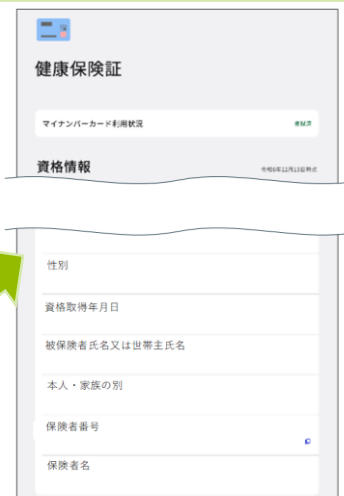 健康保険証
マイナンバーカード利用状況
登録済
資格情報
令和6年12月13日時点
性別
資格取得年月日
被保険者氏名又は世帯主氏名
本人・家族の別
保険者番号
保険者名